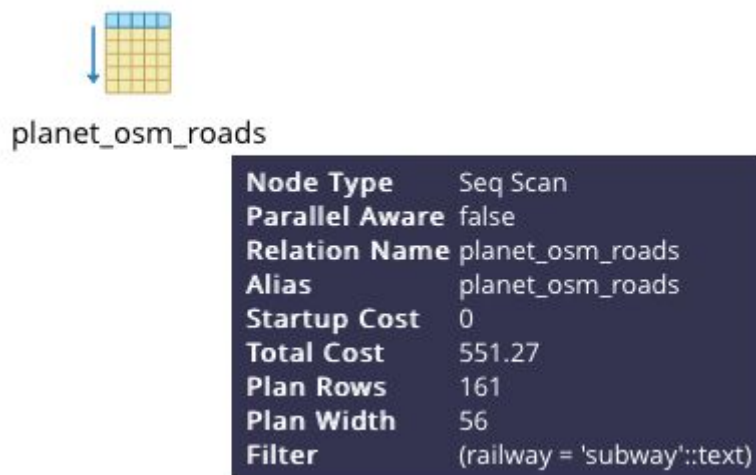 planet_osm_roads
Node Type Seq Scan
Parallel Aware false
Relation Name planet_osm_roads
Alias planet_osm_roads
Startup Cost 0
Total Cost 551.27
Plan Rows 161
Plan Width 56
Filter (railway = 'subway'::text)